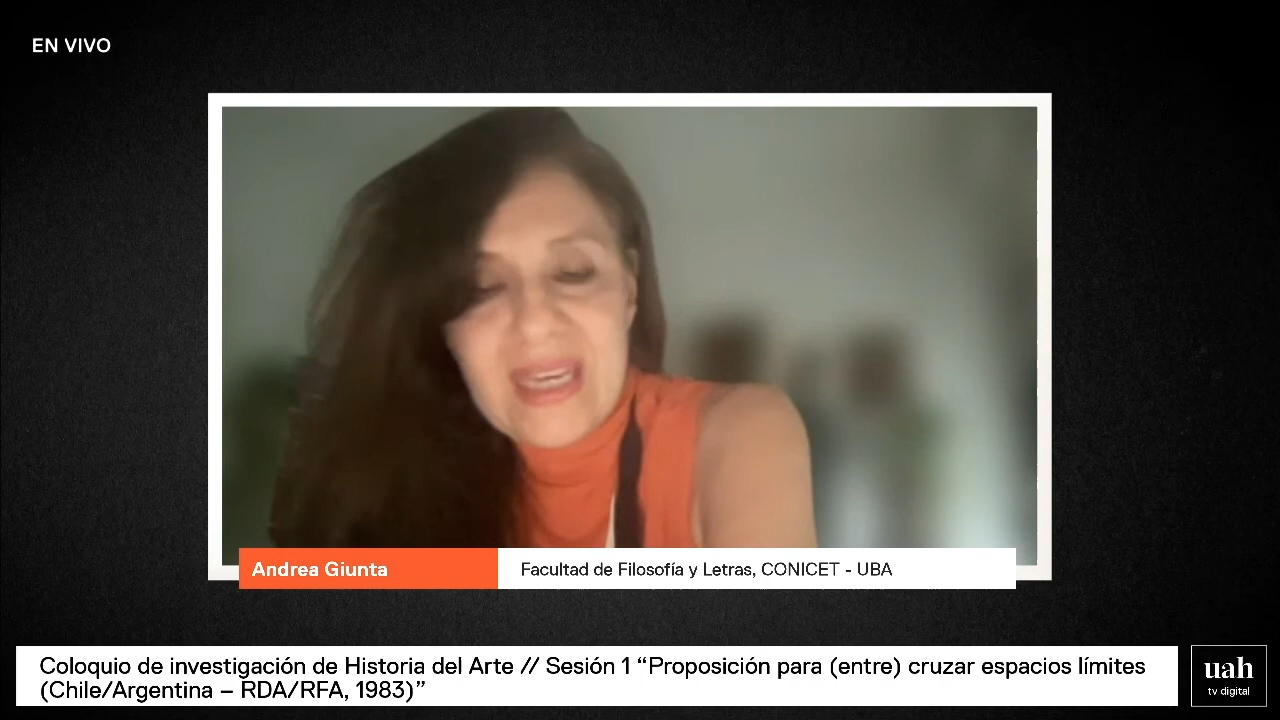 EN VIVO
Andrea Giunta
Facultad de Filosofía y Letras, CONICET - UBA
Coloquio de investigación de Historia del Arte // Sesión 1 “Proposición para (entre) cruzar espacios límites
(Chile/Argentina – RDA/RFA, 1983)”
uah
tv digital